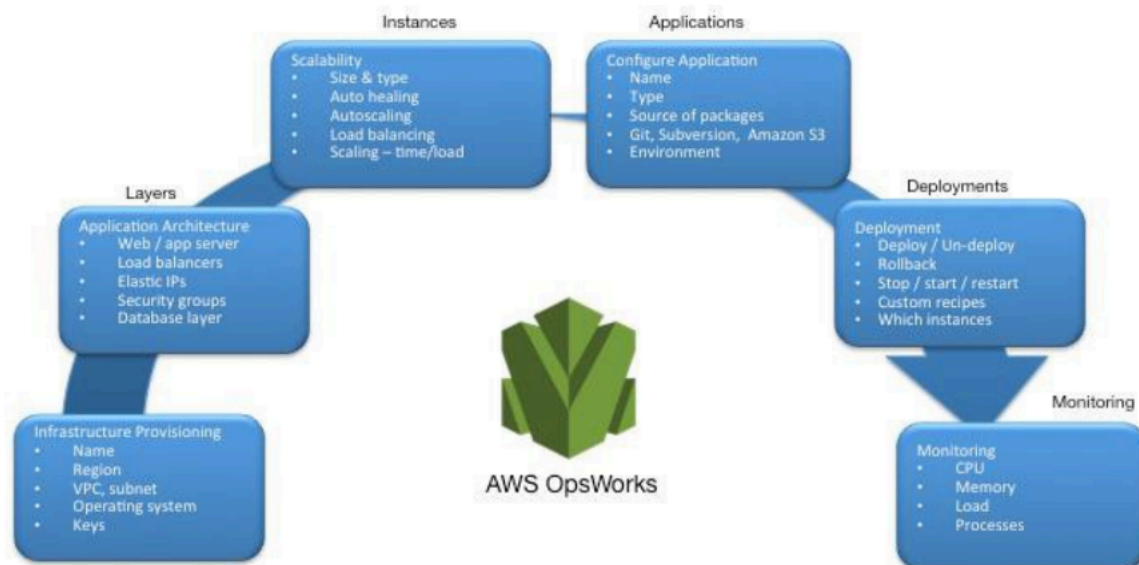 Instances
Scalability
• Size & type
• Auto healing
• Autoscaling
• Load balancing
• Scaling – time/load
Applications
Configure Application
• Name
• Type
• Source of packages
• Git, Subversion, Amazon S3
• Environment
Layers
Application Architecture
• Web / app server
• Load balancers
• Elastic IPs
• Security groups
• Database layer
Deployments
Deployment
• Deploy / Un-deploy
• Rollback
• Stop / start / restart
• Custom recipes
• Which instances
Infrastructure Provisioning
• Name
• Region
• VPC, subnet
• Operating system
• Keys
AWS OpsWorks
Monitoring
Monitoring
• CPU
• Memory
• Load
• Processes